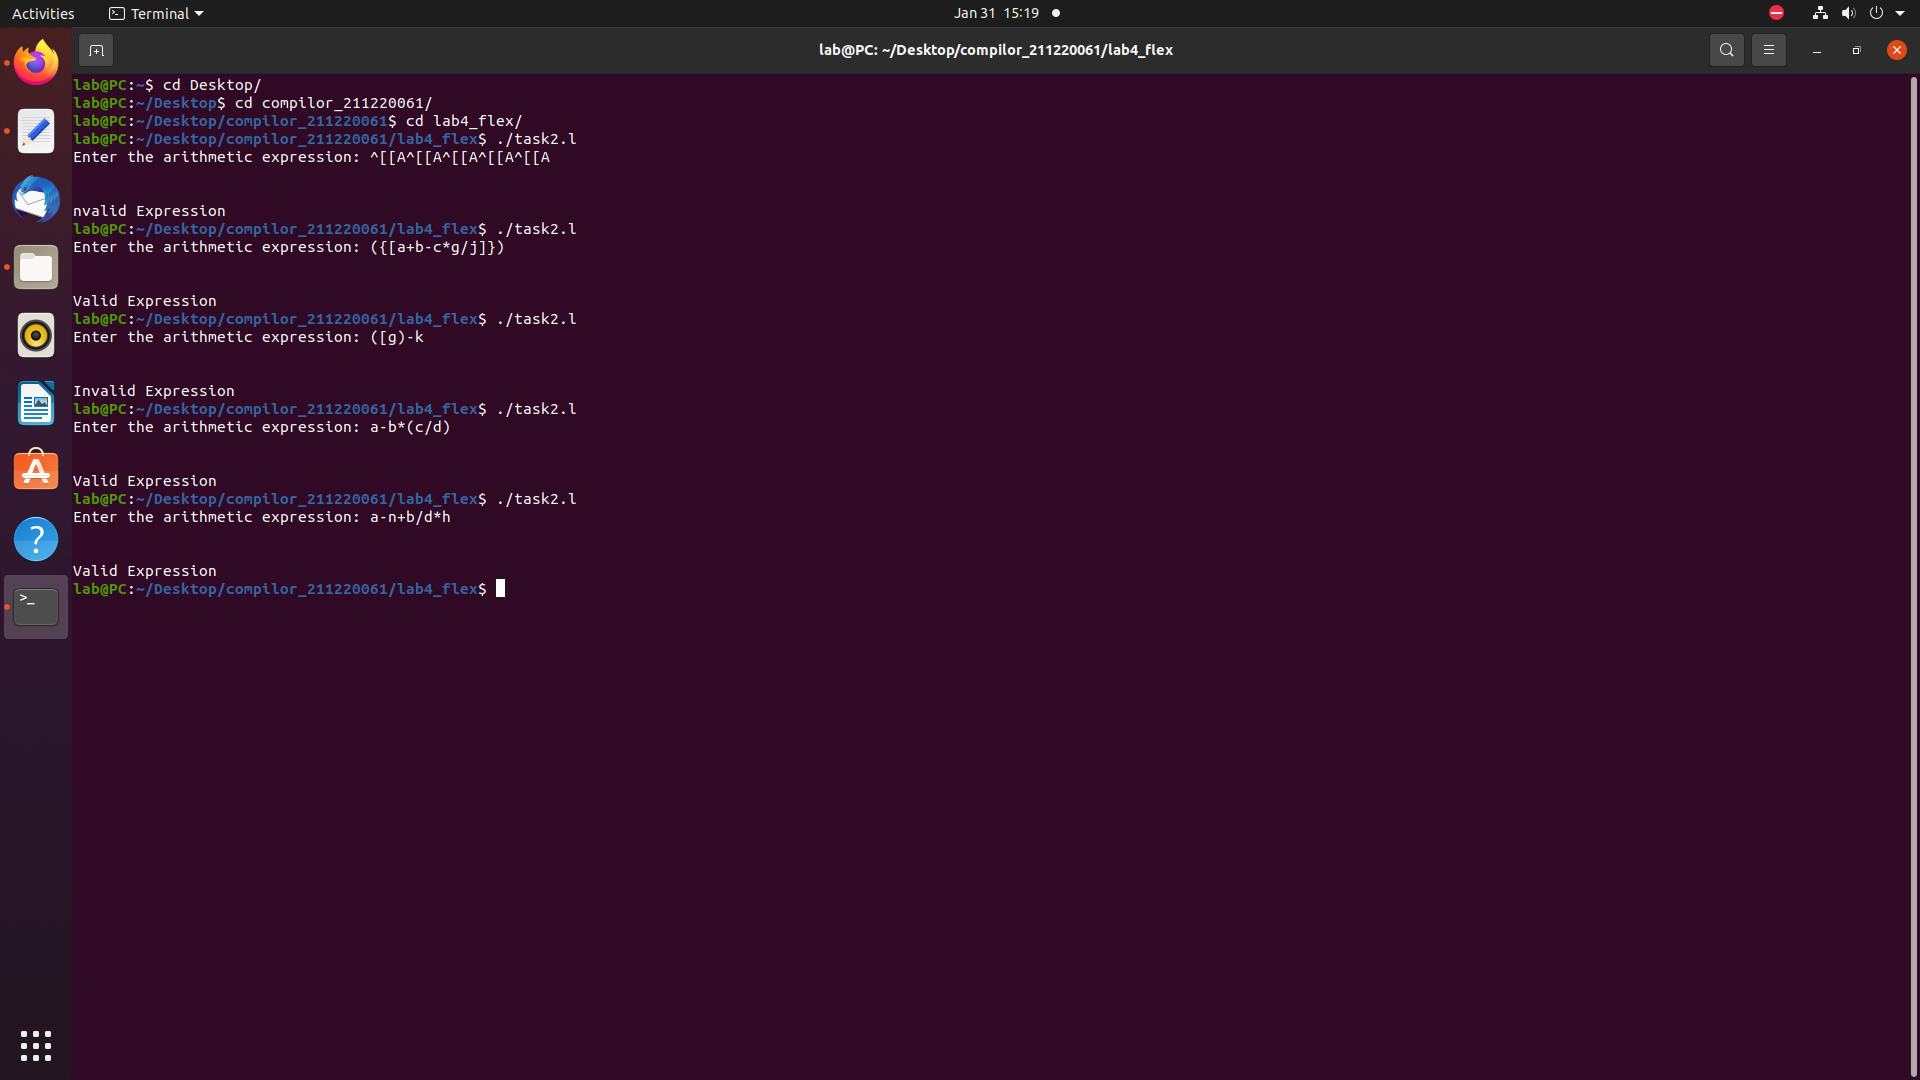 Activities
Terminal
Jan 31 15:19
lab@PC: ~/Desktop/compilor_211220061/lab4_flex
lab@PC:~$ cd Desktop/
lab@PC:~/Desktop$ cd compilor_211220061/
lab@PC:~/Desktop/compilor_211220061$ cd lab4_flex/
lab@PC:~/Desktop/compilor_211220061/lab4_flex$ ./task2.l
Enter the arithmetic expression: ^[[A^[[A^[[A^[[A^[[A
nvalid Expression
lab@PC:~/Desktop/compilor_211220061/lab4_flex$ ./task2.l
Enter the arithmetic expression: ({[a+b-c*g/j]})
Valid Expression
lab@PC:~/Desktop/compilor_211220061/lab4_flex$ ./task2.l
Enter the arithmetic expression: ([g)-k
Invalid Expression
lab@PC:~/Desktop/compilor_211220061/lab4_flex$ ./task2.l
Enter the arithmetic expression: a-b*(c/d)
Valid Expression
lab@PC:~/Desktop/compilor_211220061/lab4_flex$ ./task2.l
Enter the arithmetic expression: a-n+b/d*h
Valid Expression
lab@PC:~/Desktop/compilor_211220061/lab4_flex$